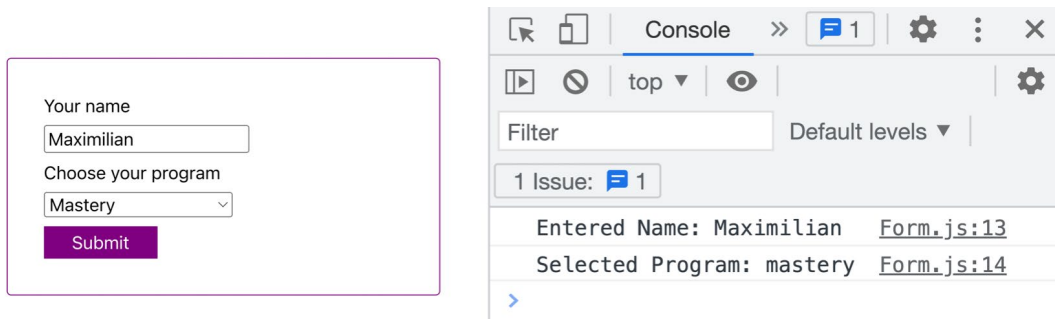 Your name
Maximilian
Choose your program
Mastery
Submit
Console 1
top
Filter Default levels
1 Issue: 1
Entered Name: Maximilian Form.js:13
Selected Program: mastery Form.js:14